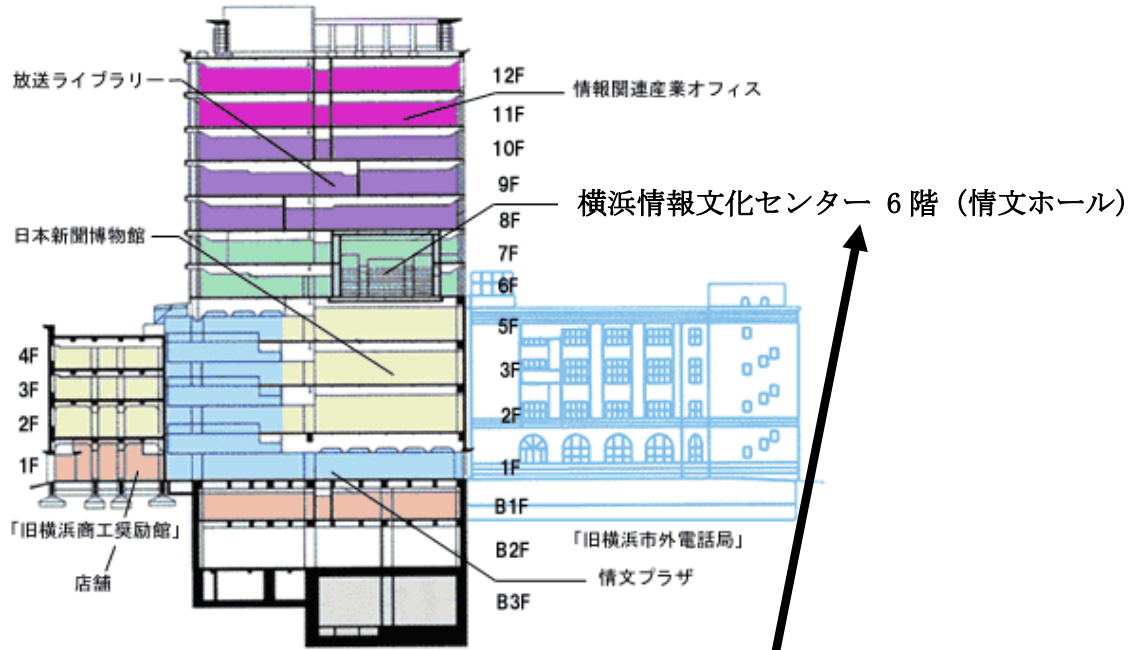 12F
放送ライブラリー
情報関連産業オフィス
11F
10F
9F
横浜情報文化センター 6 階（情文ホール）
8F
日本新聞博物館
7F
6F
5F
4F
3F
3F
2F
2F
1F
1F
B1F
「旧横浜商工奨励館」
「旧横浜市外電話局」
B2F
店舗
情文プラザ
B3F